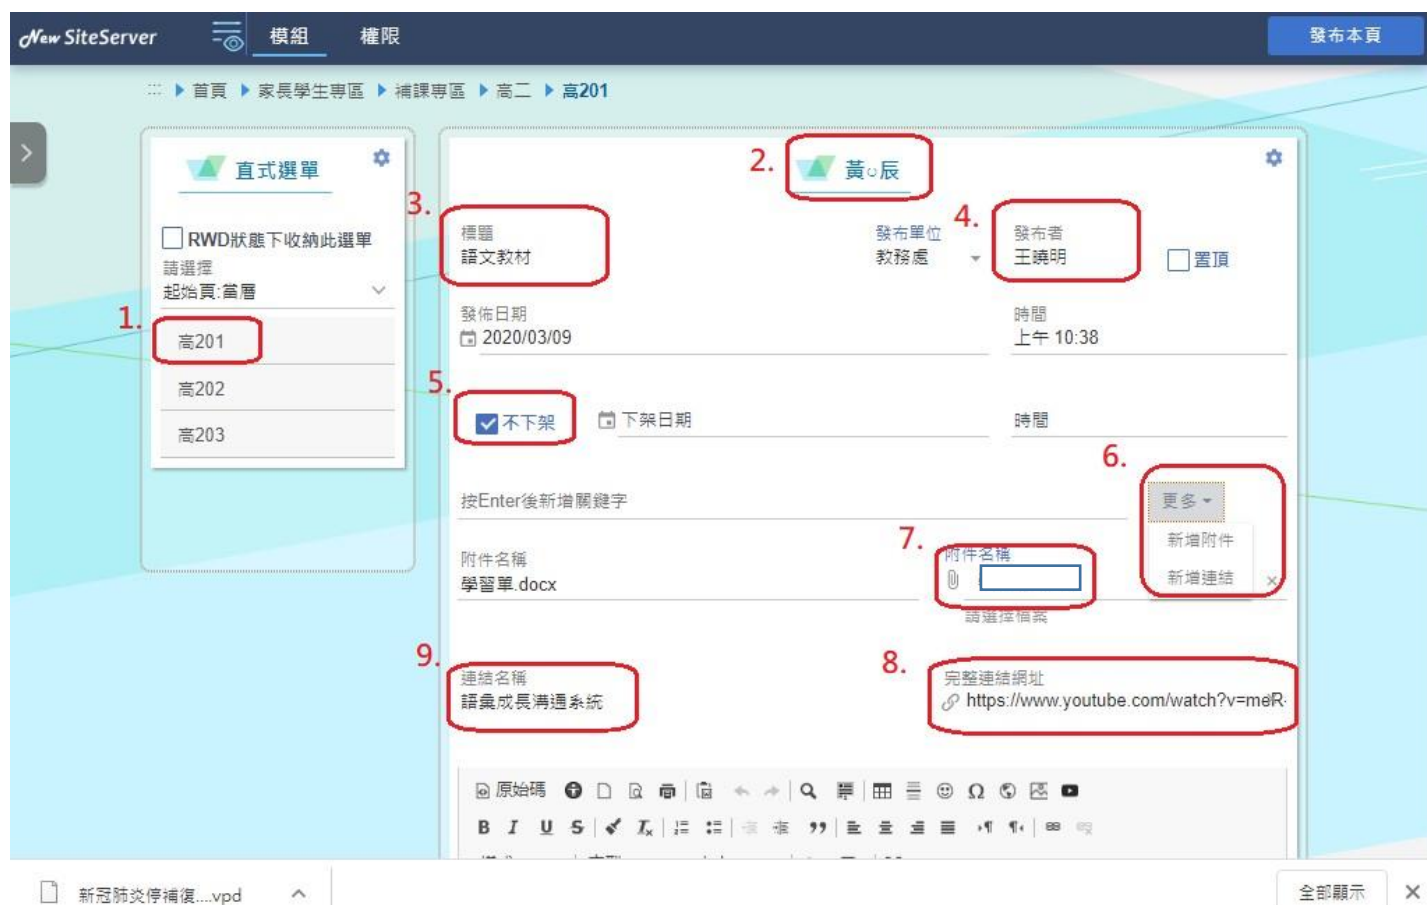 New SiteServer 模組 權限 發布本頁
::: 首頁 家長學生專區 補課專區 高二 高201
>
直式選單
RWD狀態下收納此選單
請選擇
起始頁:當層
1.
高201
高202
高203
2. 黃○辰
3.
標題
語文教材
發布單位
教務處
4.
發布者
王曉明
置頂
發佈日期
2020/03/09
時間
上午 10:38
5.
不下架
下架日期
時間
6.
按Enter後新增關鍵字
更多
新增附件
新增連結
附件名稱
學習單.docx
7.
附件名稱
請選擇檔案
×
9.
連結名稱
語彙成長溝通系統
8.
完整連結網址
https://www.youtube.com/watch?v=meR-
原始碼
B I U S Ix
新冠肺炎停補復....vpd
全部顯示 ×